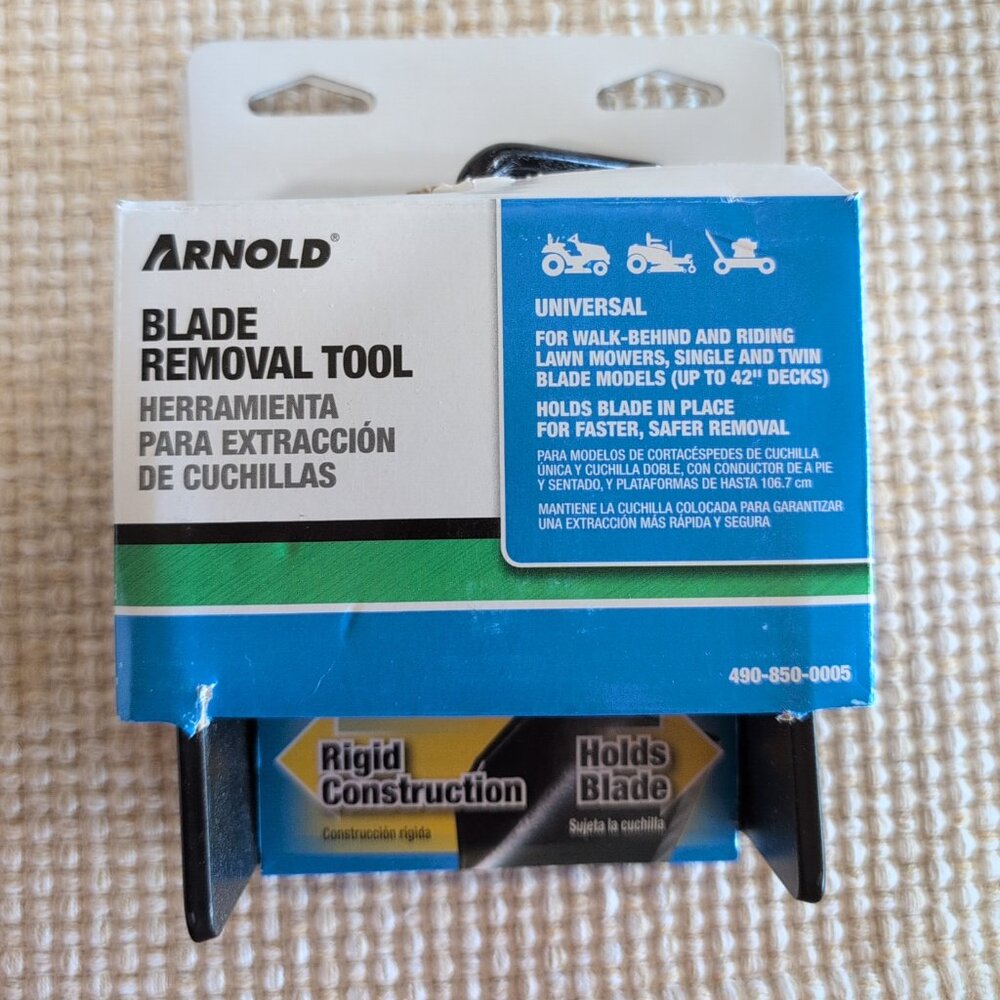 ARNOLD®
BLADE
REMOVAL TOOL
HERRAMIENTA
PARA EXTRACCIÓN
DE CUCHILLAS
UNIVERSAL
FOR WALK-BEHIND AND RIDING
LAWN MOWERS, SINGLE AND TWIN
BLADE MODELS (UP TO 42" DECKS)
HOLDS BLADE IN PLACE
FOR FASTER, SAFER REMOVAL
PARA MODELOS DE CORTACÉSPEDES DE CUCHILLA
ÚNICA Y CUCHILLA DOBLE, CON CONDUCTOR DE A PIE
Y SENTADO, Y PLATAFORMAS DE HASTA 106.7 cm
MANTIENE LA CUCHILLA COLOCADA PARA GARANTIZAR
UNA EXTRACCIÓN MÁS RÁPIDA Y SEGURA
490-850-0005
Rigid
Construction
Construcción rígida
Holds
Blade
Sujeta la cuchilla